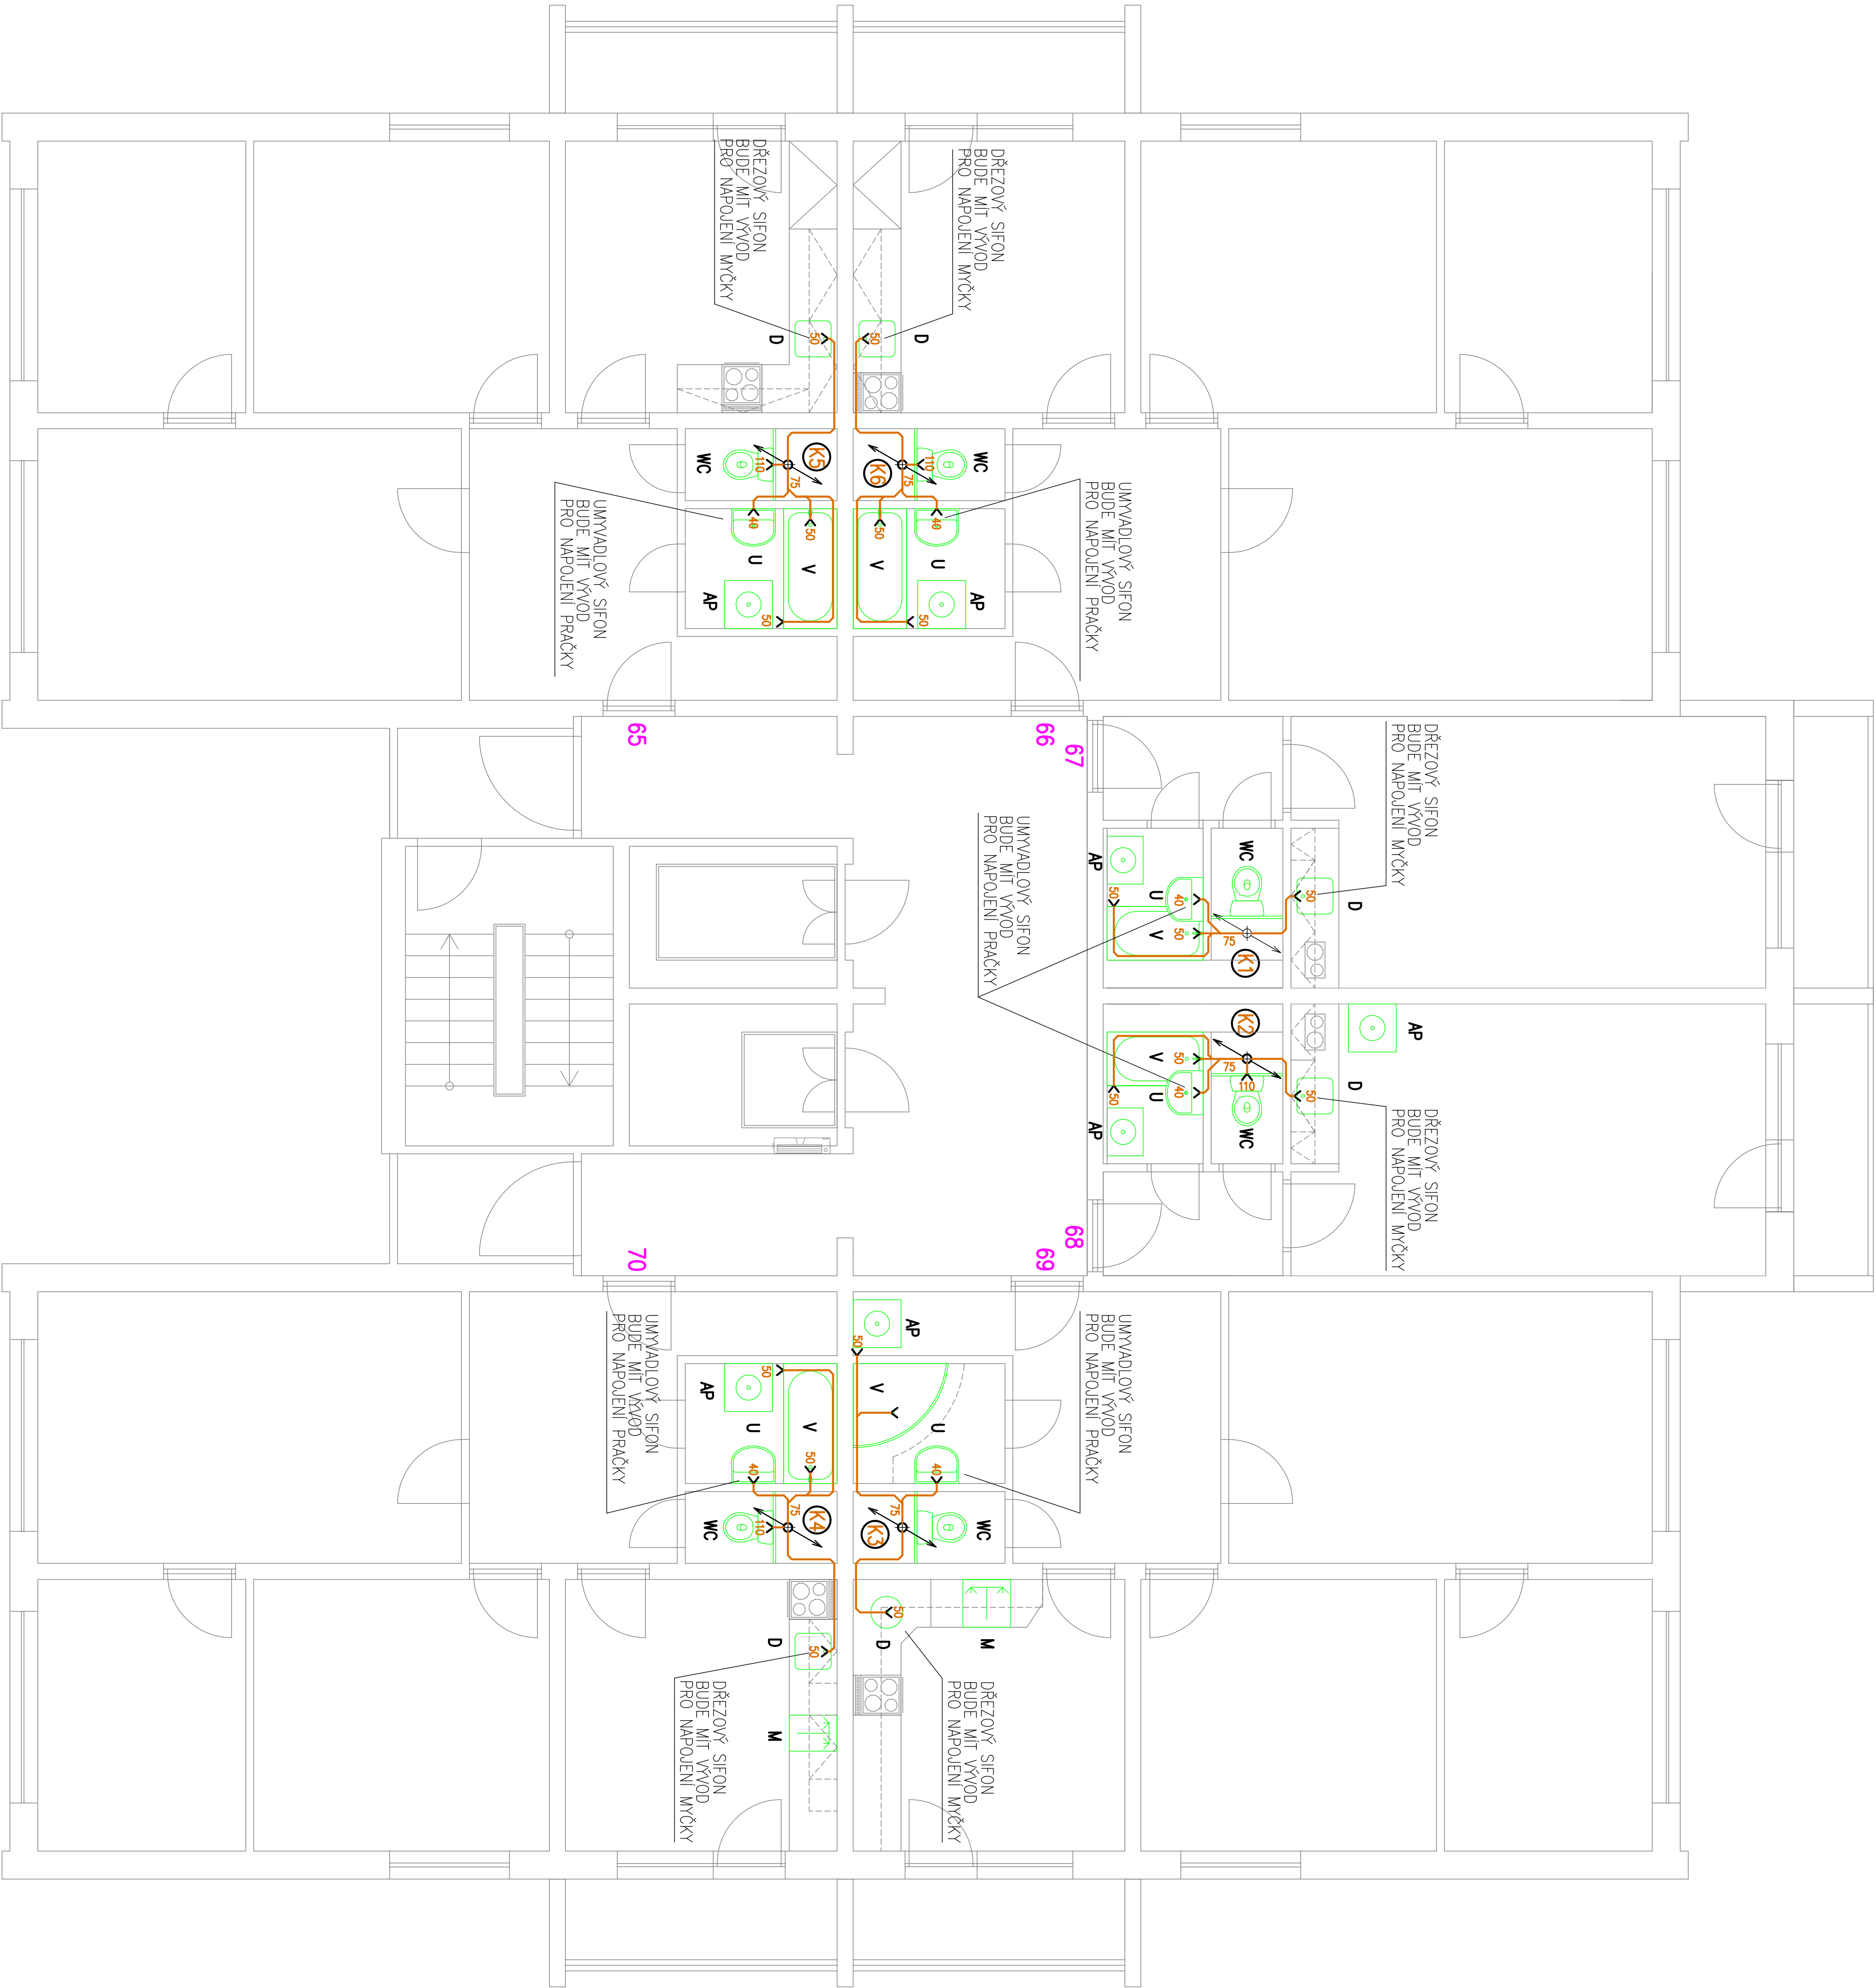 DŘEZOVÝ SIFON
BUDE MÍT VÝVOD
PRO NAPOJENÍ MYČKY
DŘEZOVÝ SIFON
BUDE MÍT VÝVOD
PRO NAPOJENÍ MYČKY
D
50
50
D
WC
110
K5
75
K6
75
110
WC
UMYVADLOVÝ SIFON
BUDE MÍT VÝVOD
PRO NAPOJENÍ PRAČKY
40
50
U
V
AP
50
50
40
V
U
AP
50
UMYVADLOVÝ SIFON
BUDE MÍT VÝVOD
PRO NAPOJENÍ PRAČKY
65
66
67
DŘEZOVÝ SIFON
BUDE MÍT VÝVOD
PRO NAPOJENÍ MYČKY
UMYVADLOVÝ SIFON
BUDE MÍT VÝVOD
PRO NAPOJENÍ PRAČKY
AP
WC
50
U
40
50
D
V
50
75
K1
K2
AP
V
50
75
50
U
40
110
50
D
AP
WC
DŘEZOVÝ SIFON
BUDE MÍT VÝVOD
PRO NAPOJENÍ MYČKY
70
69
68
UMYVADLOVÝ SIFON
BUDE MÍT VÝVOD
PRO NAPOJENÍ PRAČKY
AP
50
U
V
40
50
WC
110
75
K4
AP
50
V
U
40
75
K3
WC
UMYVADLOVÝ SIFON
BUDE MÍT VÝVOD
PRO NAPOJENÍ PRAČKY
D
50
M
50
D
M
DŘEZOVÝ SIFON
BUDE MÍT VÝVOD
PRO NAPOJENÍ MYČKY
DŘEZOVÝ SIFON
BUDE MÍT VÝVOD
PRO NAPOJENÍ MYČKY